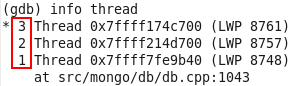 (gdb) info thread
* 3 Thread 0x7ffff174c700 (LWP 8761)
2 Thread 0x7ffff214d700 (LWP 8757)
1 Thread 0x7ffff7fe9b40 (LWP 8748)
at src/mongo/db/db.cpp:1043